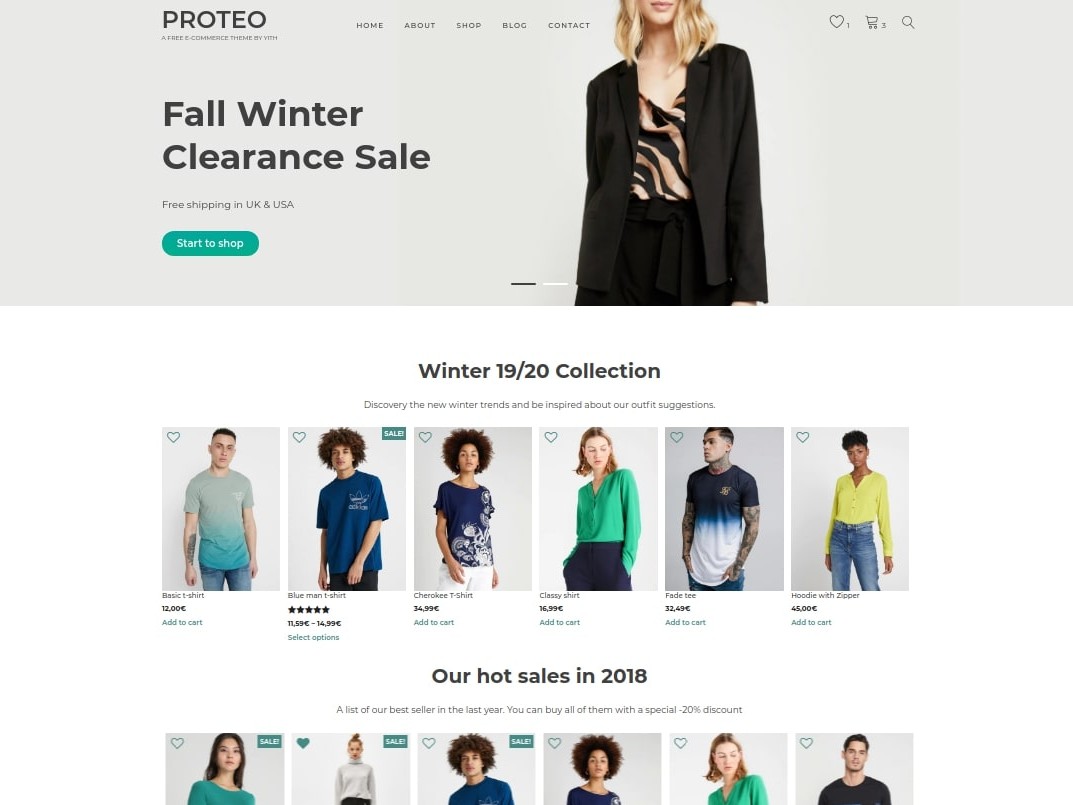 PROTEO
A FREE E-COMMERCE THEME BY YITH
HOME ABOUT SHOP BLOG CONTACT
1 3
Fall Winter
Clearance Sale
Free shipping in UK & USA
Start to shop
Winter 19/20 Collection
Discovery the new winter trends and be inspired about our outfit suggestions.
SALE!
adidas
Basic t-shirt
12,00€
Add to cart
Blue man t-shirt
11,59€ – 14,99€
Select options
Cherokee T-Shirt
34,99€
Add to cart
Classy shirt
16,99€
Add to cart
Fade tee
32,49€
Add to cart
Hoodie with Zipper
45,00€
Add to cart
Our hot sales in 2018
A list of our best seller in the last year. You can buy all of them with a special -20% discount
SALE! SALE! SALE!